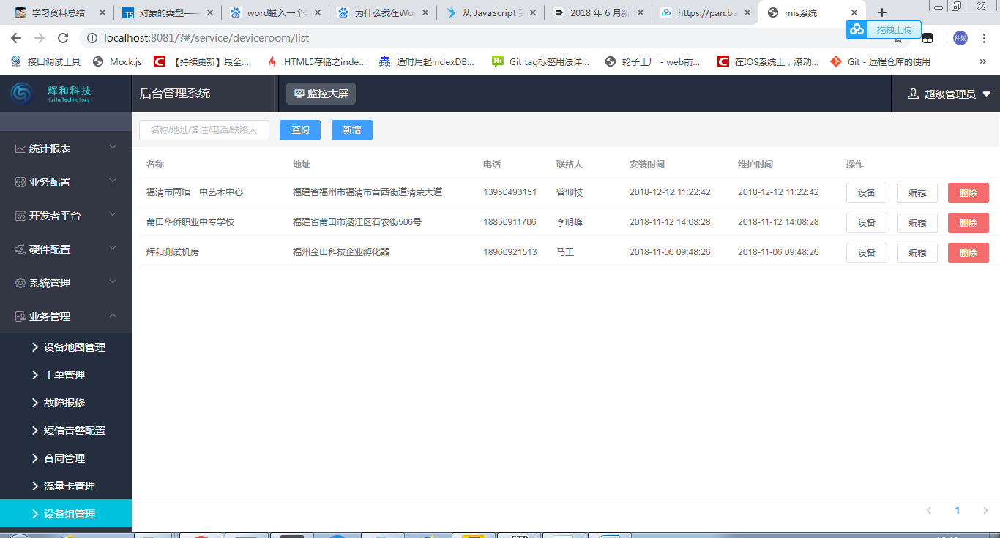 学习资料总结
对象的类型——
word输入一个字
为什么我在Wo
从 JavaScript 到
2018 年 6 月新
https://pan.ba
mis系统
localhost:8081/?#/service/deviceroom/list
拖拽上传
仲勋
接口调试工具
Mock.js
【持续更新】最全...
HTML5存储之inde...
适时用起indexDB...
Git tag标签用法详...
轮子工厂 - web前...
在IOS系统上，滚动...
Git - 远程仓库的使用
»
辉和科技
HuiheTechnology
后台管理系统
监控大屏
超级管理员
统计报表
业务配置
开发者平台
硬件配置
系统管理
业务管理
设备地图管理
工单管理
故障报修
短信告警配置
合同管理
流量卡管理
设备组管理
名称/地址/备注/电话/联络人
查询
新增
名称 地址 电话 联络人 安装时间 维护时间 操作
福清市两馆一中艺术中心 福建省福州市福清市音西街道清荣大道 13950493151 曾仰枝 2018-12-12 11:22:42 2018-12-12 11:22:42 设备 编辑 删除
莆田华侨职业中专学校 福建省莆田市涵江区石农街506号 18850911706 李明峰 2018-11-12 14:08:28 2018-11-12 14:08:28 设备 编辑 删除
辉和测试机房 福州金山科技企业孵化器 18960921513 马工 2018-11-06 09:48:26 2018-11-06 09:48:26 设备 编辑 删除
1